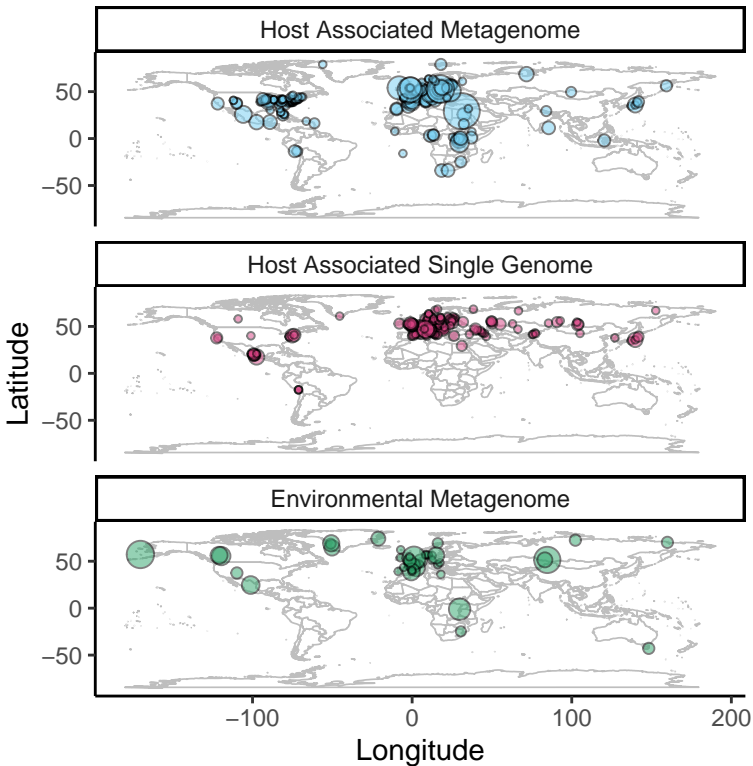 Host Associated Metagenome
50
0
−50
Host Associated Single Genome
50
0
−50
Latitude
Environmental Metagenome
50
0
−50
−100 0 100 200
Longitude